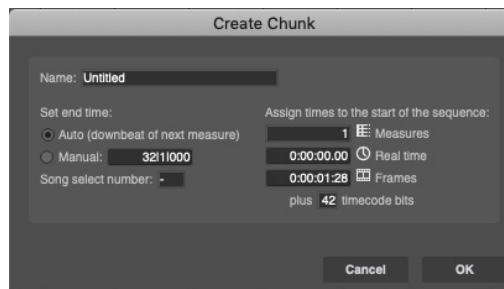 Create Chunk
Name: Untitled
Set end time:
Auto (downbeat of next measure)
Manual: 32|1|000
Song select number: -
Assign times to the start of the sequence:
1 Measures
0:00:00.00 Real time
0:00:01:28 Frames
plus 42 timecode bits
Cancel OK